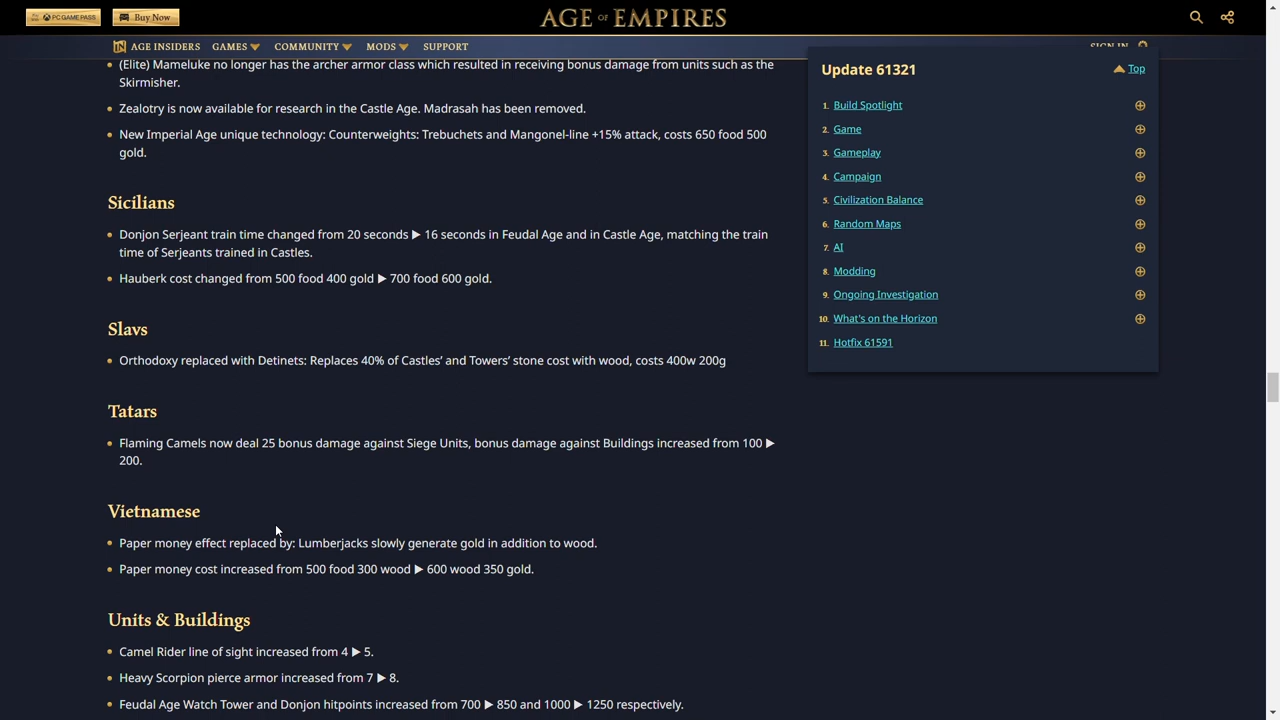 PC GAME PASS
Buy Now
AGE OF EMPIRES
AGE INSIDERS
GAMES
COMMUNITY
MODS
SUPPORT
SIGN IN
(Elite) Mameluke no longer has the archer armor class which resulted in receiving bonus damage from units such as the
Skirmisher.
Zealotry is now available for research in the Castle Age. Madrasah has been removed.
New Imperial Age unique technology: Counterweights: Trebuchets and Mangonel-line +15% attack, costs 650 food 500
gold.
Sicilians
Donjon Serjeant train time changed from 20 seconds ▶ 16 seconds in Feudal Age and in Castle Age, matching the train
time of Serjeants trained in Castles.
Hauberk cost changed from 500 food 400 gold ▶ 700 food 600 gold.
Slavs
Orthodoxy replaced with Detinets: Replaces 40% of Castles’ and Towers’ stone cost with wood, costs 400w 200g
Tatars
Flaming Camels now deal 25 bonus damage against Siege Units, bonus damage against Buildings increased from 100 ▶
200.
Vietnamese
Paper money effect replaced by: Lumberjacks slowly generate gold in addition to wood.
Paper money cost increased from 500 food 300 wood ▶ 600 wood 350 gold.
Units & Buildings
Camel Rider line of sight increased from 4 ▶ 5.
Heavy Scorpion pierce armor increased from 7 ▶ 8.
Feudal Age Watch Tower and Donjon hitpoints increased from 700 ▶ 850 and 1000 ▶ 1250 respectively.
Update 61321
Top
1. Build Spotlight
2. Game
3. Gameplay
4. Campaign
5. Civilization Balance
6. Random Maps
7. AI
8. Modding
9. Ongoing Investigation
10. What's on the Horizon
11. Hotfix 61591